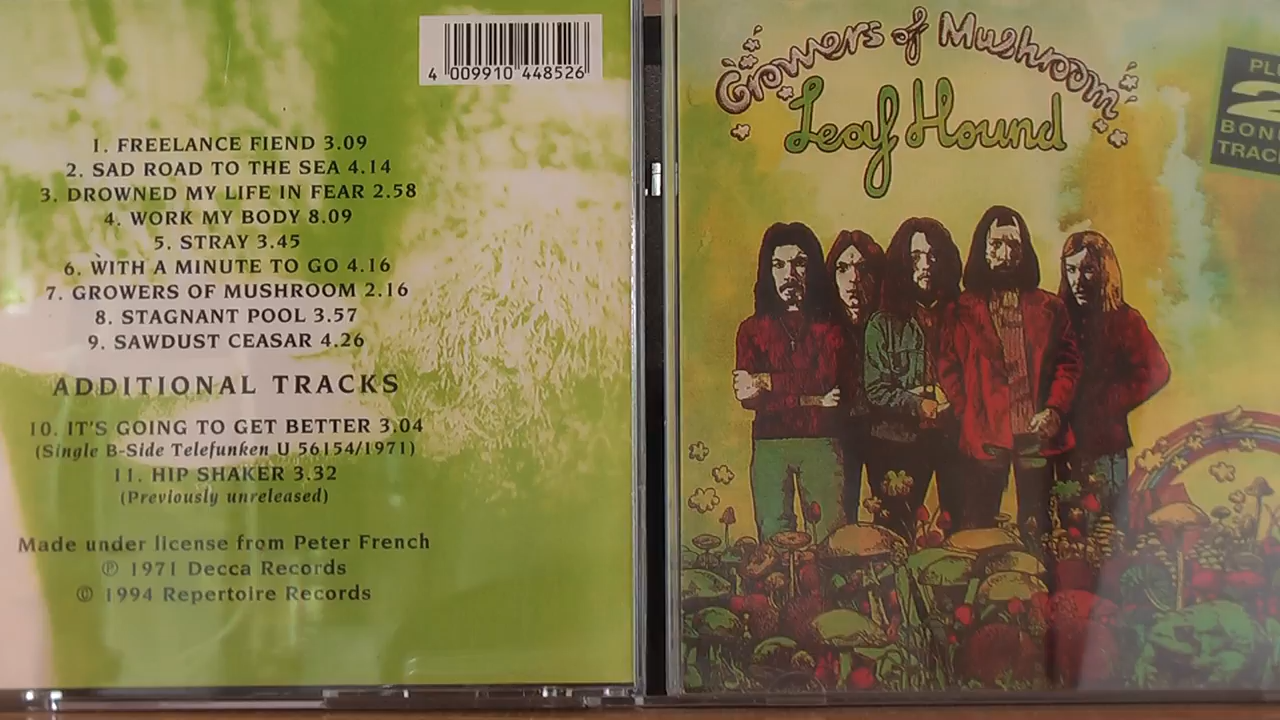 4 009910 448526
1. FREELANCE FIEND 3.09
2. SAD ROAD TO THE SEA 4.14
3. DROWNED MY LIFE IN FEAR 2.58
4. WORK MY BODY 8.09
5. STRAY 3.45
6. WITH A MINUTE TO GO 4.16
7. GROWERS OF MUSHROOM 2.16
8. STAGNANT POOL 3.57
9. SAWDUST CEASAR 4.26
ADDITIONAL TRACKS
10. IT'S GOING TO GET BETTER 3.04
(Single B-Side Telefunken U 56154/1971)
11. HIP SHAKER 3.32
(Previously unreleased)
Made under license from Peter French
℗ 1971 Decca Records
© 1994 Repertoire Records
Growers of Mushroom
Leaf Hound
2